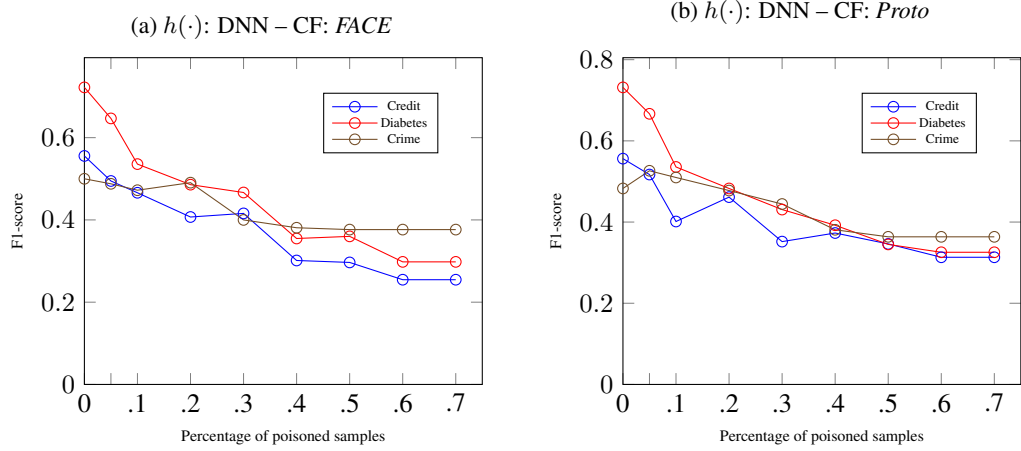 (a) h(·): DNN – CF: FACE
0.6
0.4
0.2
0
F1-score
0 .1 .2 .3 .4 .5 .6 .7
Percentage of poisoned samples
Credit
Diabetes
Crime
(b) h(·): DNN – CF: Proto
0.8
0.6
0.4
0.2
0
F1-score
0 .1 .2 .3 .4 .5 .6 .7
Percentage of poisoned samples
Credit
Diabetes
Crime